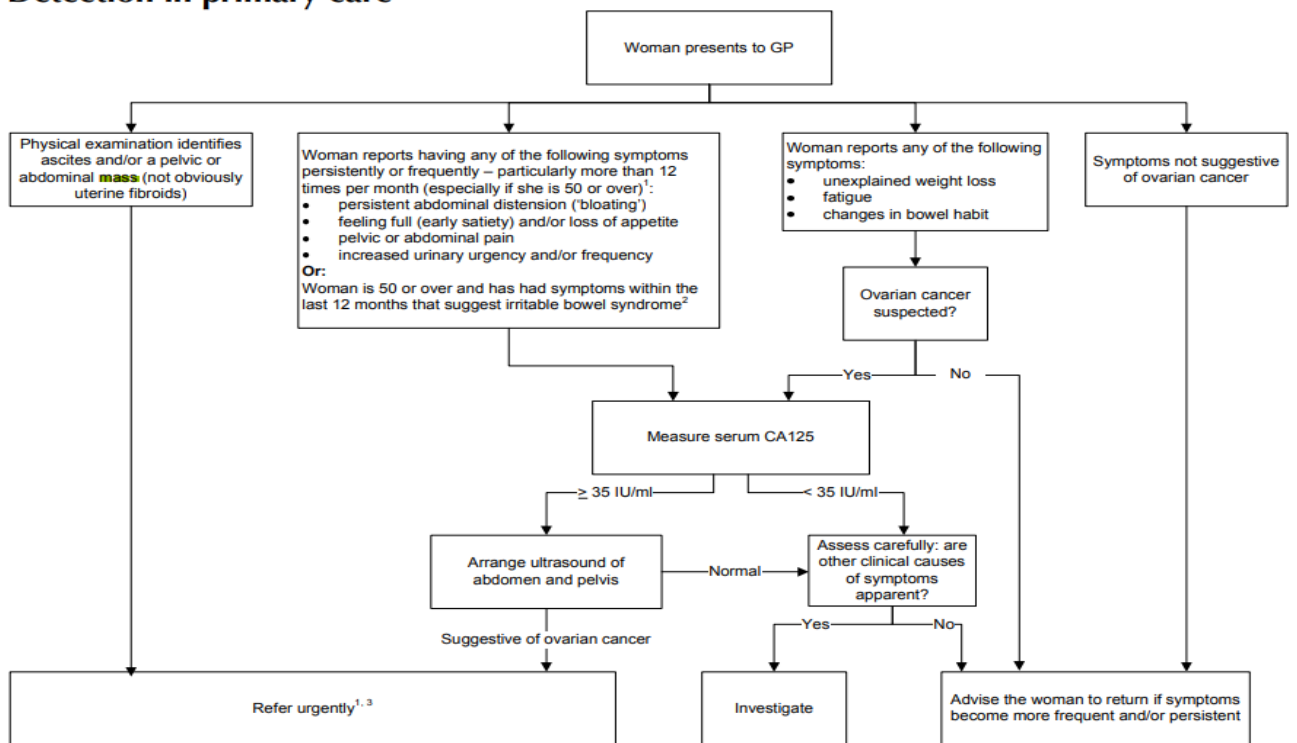 Detection in primary care
Woman presents to GP
Physical examination identifies
ascites and/or a pelvic or
abdominal mass (not obviously
uterine fibroids)
Woman reports having any of the following symptoms
persistently or frequently – particularly more than 12
times per month (especially if she is 50 or over)¹:
• persistent abdominal distension (‘bloating’)
• feeling full (early satiety) and/or loss of appetite
• pelvic or abdominal pain
• increased urinary urgency and/or frequency
Or:
Woman is 50 or over and has had symptoms within the
last 12 months that suggest irritable bowel syndrome²
Woman reports any of the following
symptoms:
• unexplained weight loss
• fatigue
• changes in bowel habit
Symptoms not suggestive
of ovarian cancer
Ovarian cancer
suspected?
Yes
No
Measure serum CA125
≥ 35 IU/ml
< 35 IU/ml
Arrange ultrasound of
abdomen and pelvis
Normal
Assess carefully: are
other clinical causes
of symptoms
apparent?
Suggestive of ovarian cancer
Yes
No
Refer urgently¹, ³
Investigate
Advise the woman to return if symptoms
become more frequent and/or persistent